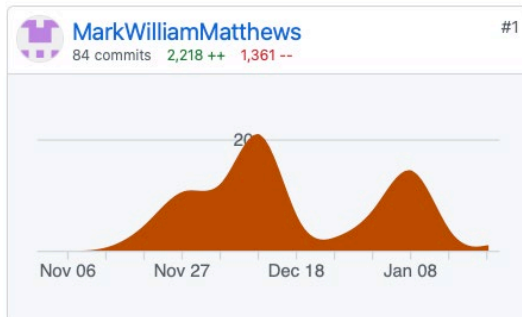 MarkWilliamMatthews
#1
84 commits 2,218 ++ 1,361 --
20
Nov 06 Nov 27 Dec 18 Jan 08